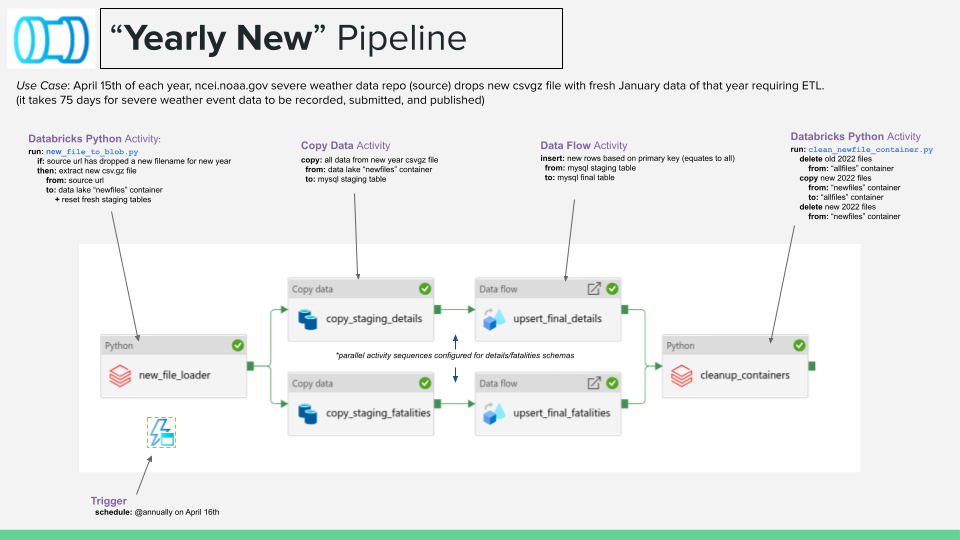 “Yearly New” Pipeline
Use Case: April 15th of each year, ncei.noaa.gov severe weather data repo (source) drops new csvgz file with fresh January data of that year requiring ETL.
(it takes 75 days for severe weather event data to be recorded, submitted, and published)
Databricks Python Activity:
run: new_file_to_blob.py
if: source url has dropped a new filename for new year
then: extract new csv.gz file
from: source url
to: data lake “newfiles” container
+ reset fresh staging tables
Copy Data Activity
copy: all data from new year csvgz file
from: data lake “newfiles” container
to: mysql staging table
Data Flow Activity
insert: new rows based on primary key (equates to all)
from: mysql staging table
to: mysql final table
Databricks Python Activity
run: clean_newfile_container.py
delete old 2022 files
from: “allfiles” container
copy new 2022 files
from: “newfiles” container
to: “allfiles” container
delete new 2022 files
from: “newfiles” container
Python
new_file_loader
Copy data
copy_staging_details
Data flow
upsert_final_details
*parallel activity sequences configured for details/fatalities schemas
Copy data
copy_staging_fatalities
Data flow
upsert_final_fatalities
Python
cleanup_containers
Trigger
schedule: @annually on April 16th